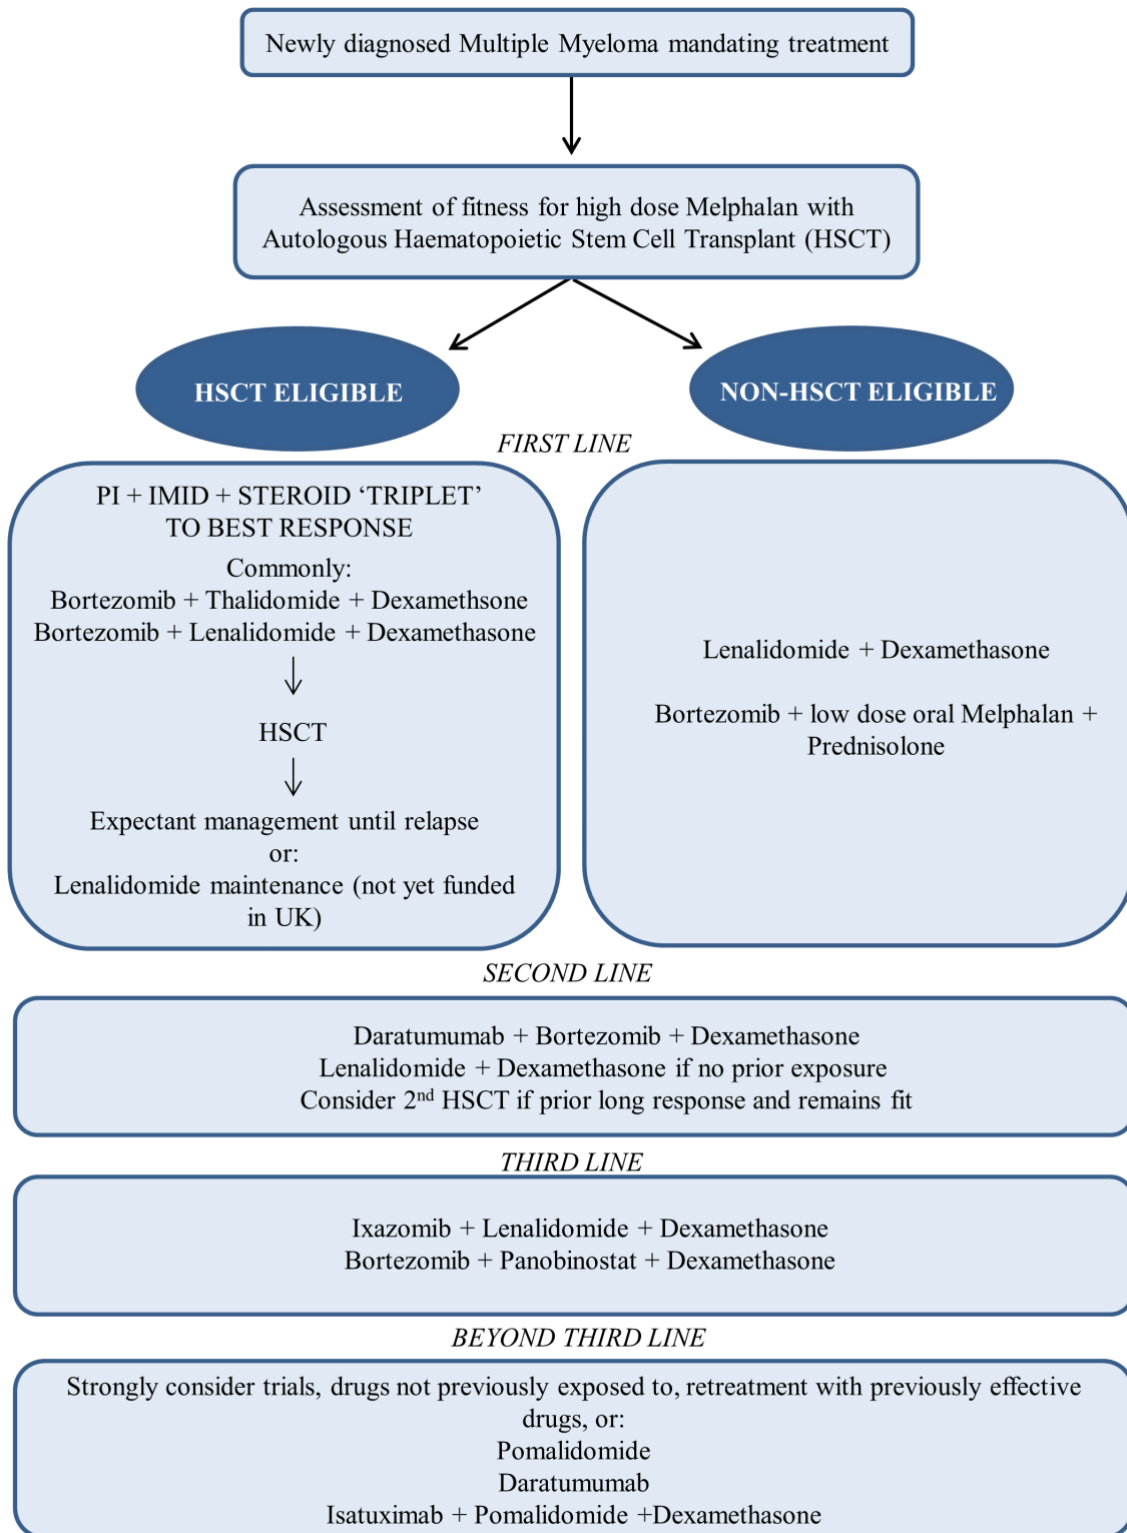 Newly diagnosed Multiple Myeloma mandating treatment
Assessment of fitness for high dose Melphalan with
Autologous Haematopoietic Stem Cell Transplant (HSCT)
HSCT ELIGIBLE
NON-HSCT ELIGIBLE
FIRST LINE
PI + IMID + STEROID ‘TRIPLET’
TO BEST RESPONSE
Commonly:
Bortezomib + Thalidomide + Dexamethsone
Bortezomib + Lenalidomide + Dexamethasone
HSCT
Expectant management until relapse
or:
Lenalidomide maintenance (not yet funded
in UK)
Lenalidomide + Dexamethasone
Bortezomib + low dose oral Melphalan +
Prednisolone
SECOND LINE
Daratumumab + Bortezomib + Dexamethasone
Lenalidomide + Dexamethasone if no prior exposure
Consider 2nd HSCT if prior long response and remains fit
THIRD LINE
Ixazomib + Lenalidomide + Dexamethasone
Bortezomib + Panobinostat + Dexamethasone
BEYOND THIRD LINE
Strongly consider trials, drugs not previously exposed to, retreatment with previously effective
drugs, or:
Pomalidomide
Daratumumab
Isatuximab + Pomalidomide +Dexamethasone